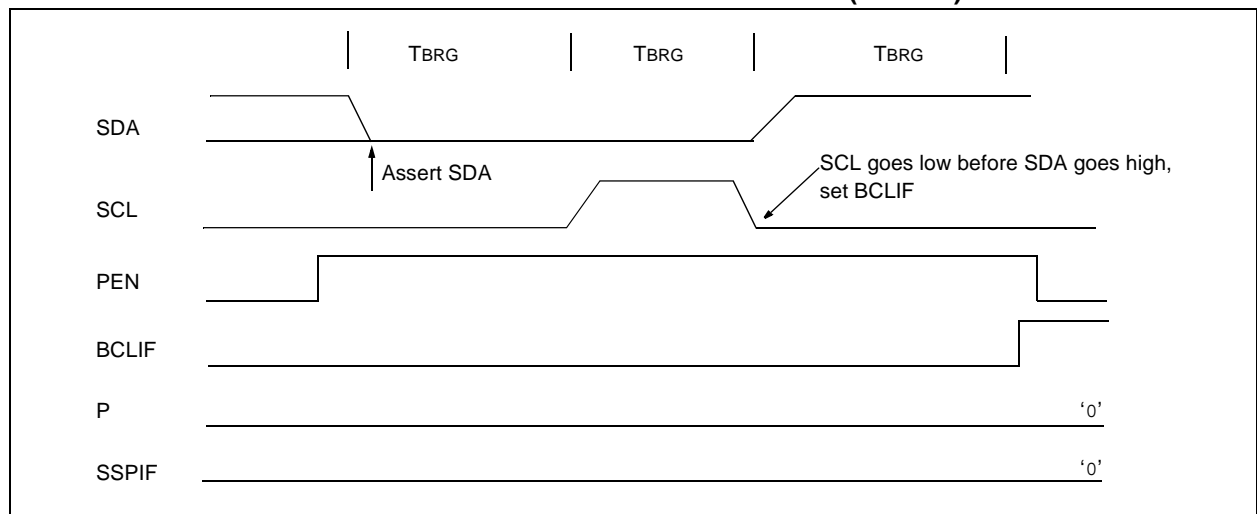 TBRG TBRG TBRG
SDA
Assert SDA
SCL goes low before SDA goes high,
set BCLIF
SCL
PEN
BCLIF
P ‘0’
SSPIF ‘0’